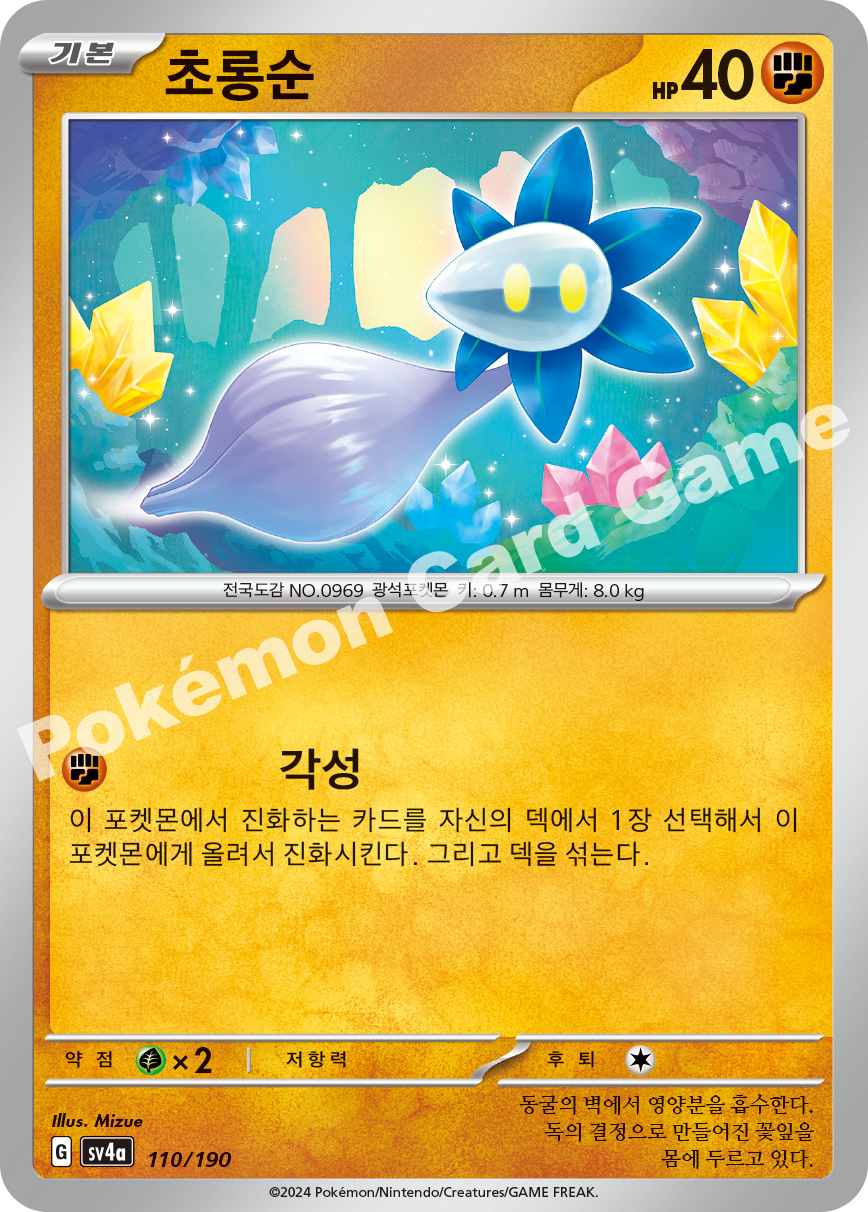 기본
초롱순
HP 40
전국도감 NO.0969 광석포켓몬 키: 0.7 m 몸무게: 8.0 kg
Pokémon Card Game
각성
이 포켓몬에서 진화하는 카드를 자신의 덱에서 1장 선택해서 이
포켓몬에게 올려서 진화시킨다. 그리고 덱을 섞는다.
약점 ×2 저항력 후퇴
동굴의 벽에서 영양분을 흡수한다.
독의 결정으로 만들어진 꽃잎을
몸에 두르고 있다.
Illus. Mizue
G sv4a 110/190
©2024 Pokémon/Nintendo/Creatures/GAME FREAK.